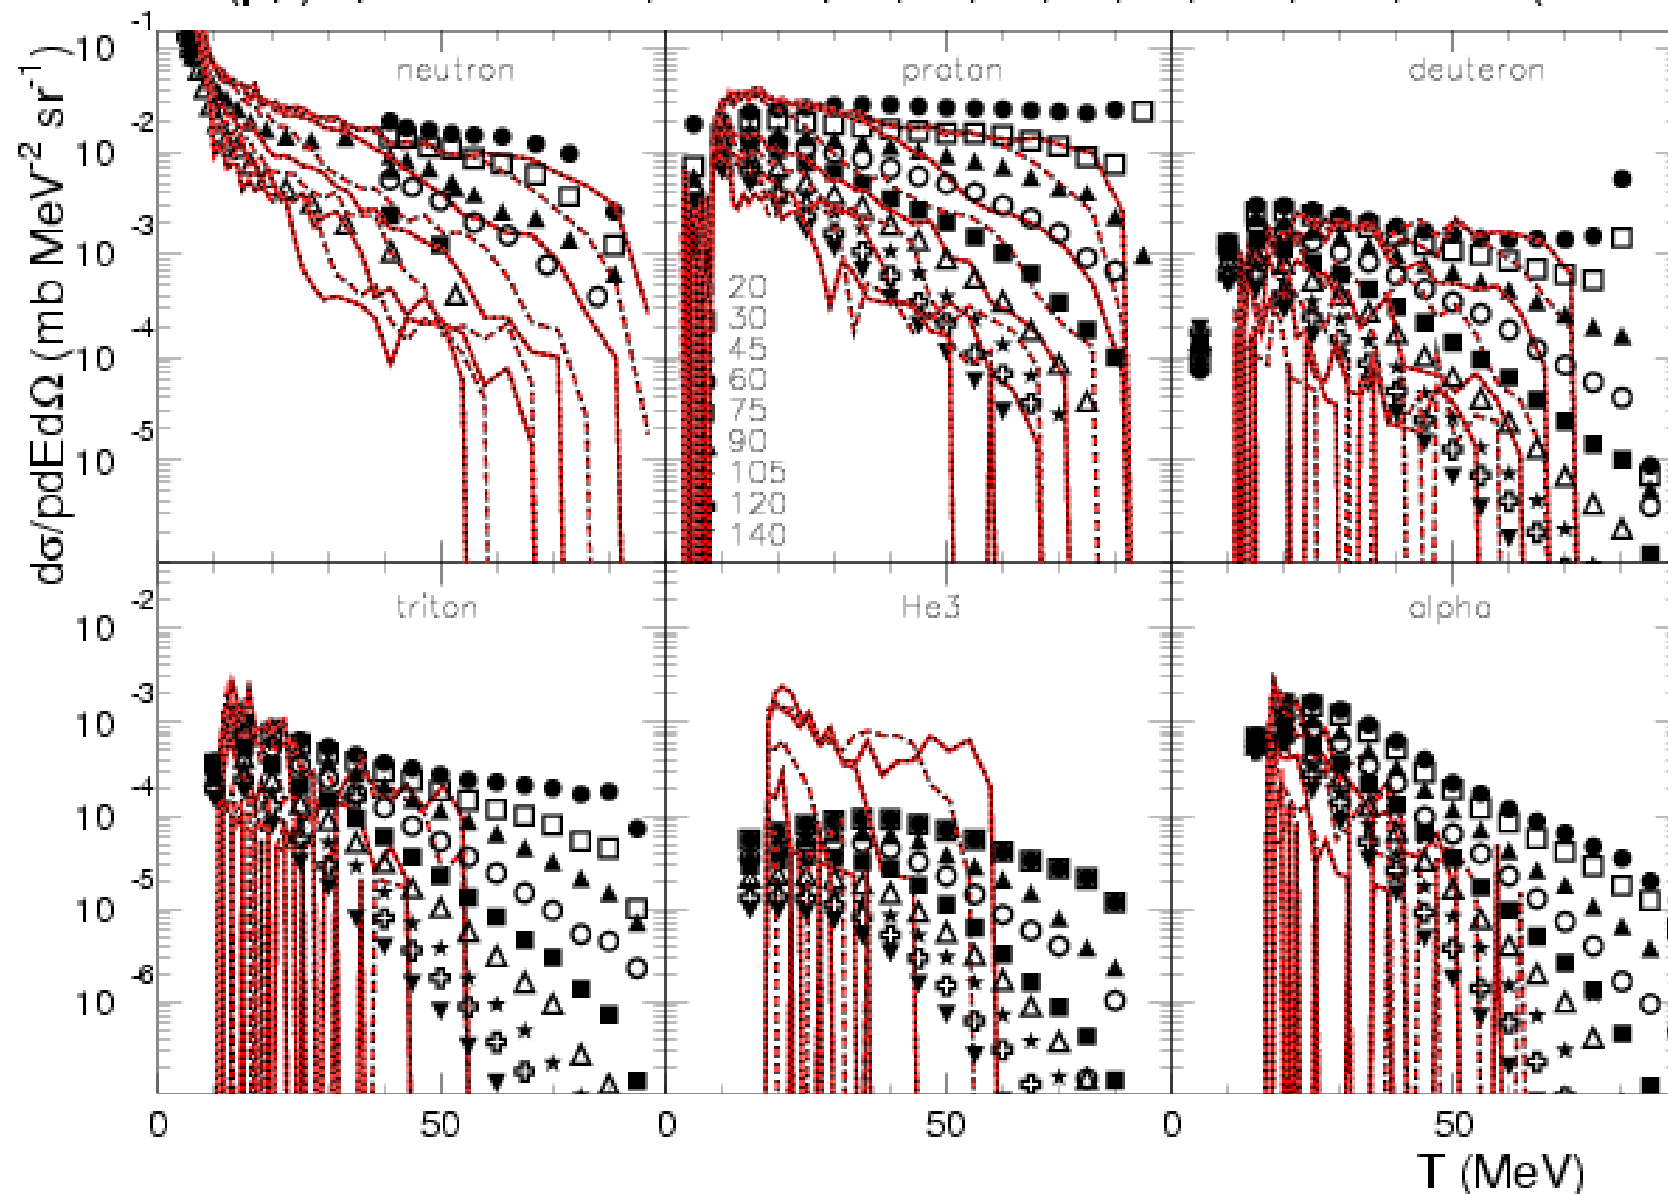 dσ/pdEdΩ (mb MeV-2 sr-1)
neutron
proton
deuteron
10-1
10-2
10-3
10-4
10-5
20
30
45
60
75
90
105
120
140
triton
He3
alpha
10-2
10-3
10-4
10-5
10-6
0 50 0 50 0 50
T (MeV)